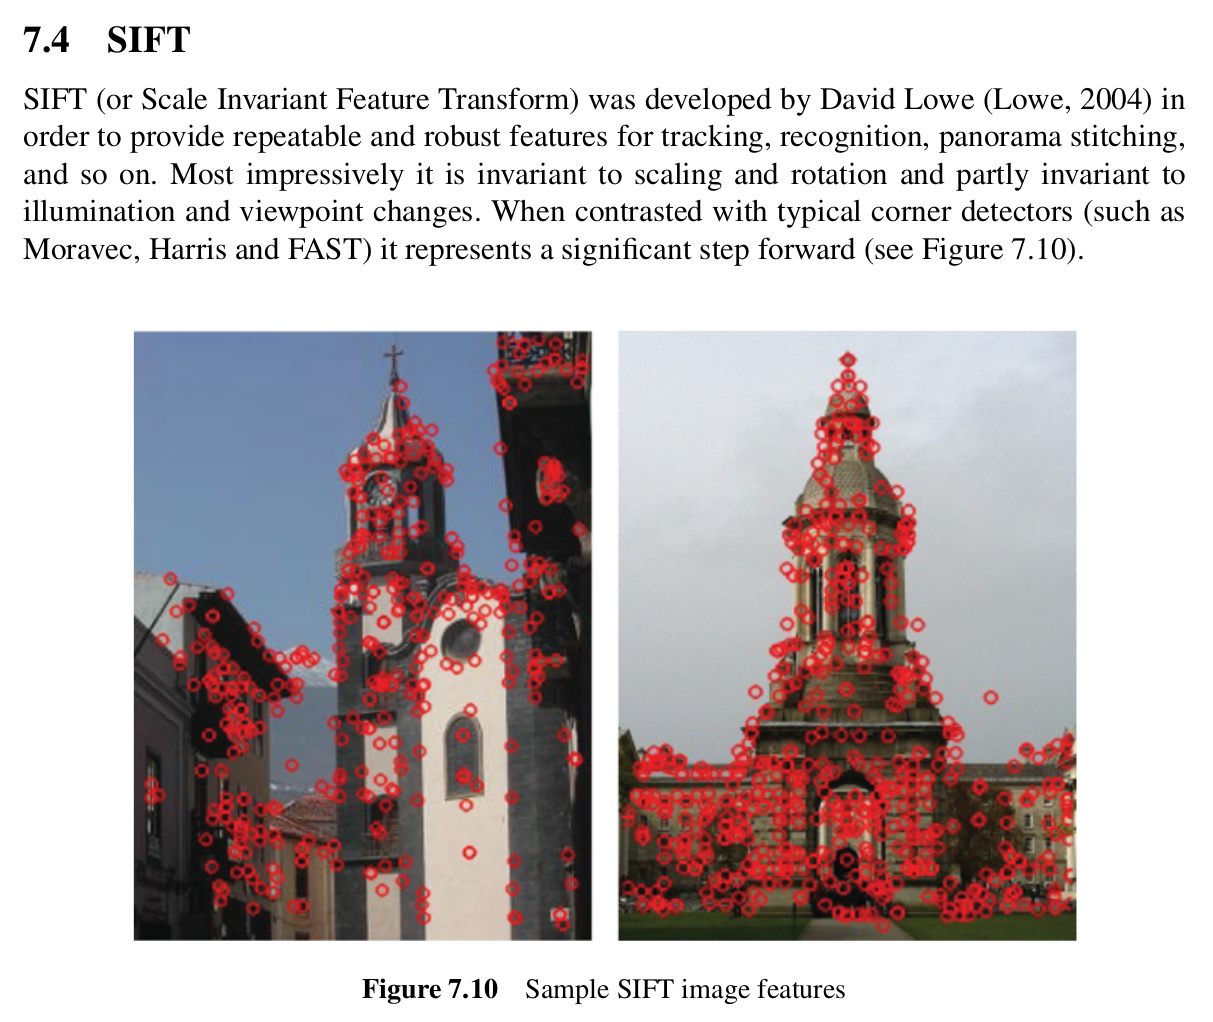 7.4 SIFT
SIFT (or Scale Invariant Feature Transform) was developed by David Lowe (Lowe, 2004) in
order to provide repeatable and robust features for tracking, recognition, panorama stitching,
and so on. Most impressively it is invariant to scaling and rotation and partly invariant to
illumination and viewpoint changes. When contrasted with typical corner detectors (such as
Moravec, Harris and FAST) it represents a significant step forward (see Figure 7.10).
Figure 7.10 Sample SIFT image features